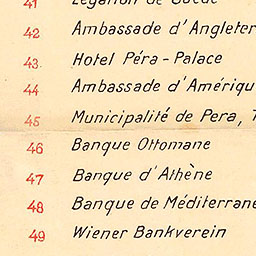 41 Légation de Suède
42 Ambassade d'Angleter
43 Hotel Péra-Palace
44 Ambassade d'Amériqu
45 Municipalité de Pera, T
46 Banque Ottomane
47 Banque d'Athène
48 Banque de Méditerrane
49 Wiener Bankverein